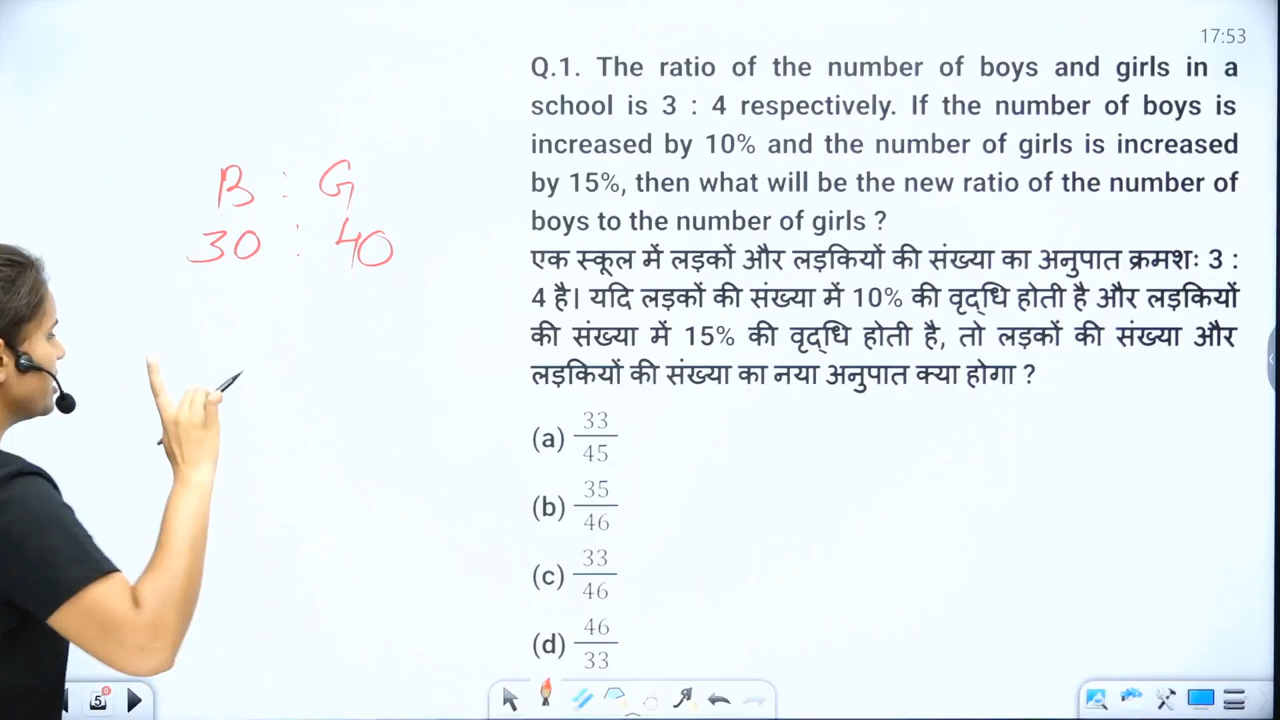 17:53
Q.1. The ratio of the number of boys and girls in a
school is 3 : 4 respectively. If the number of boys is
increased by 10% and the number of girls is increased
by 15%, then what will be the new ratio of the number of
boys to the number of girls ?
एक स्कूल में लड़कों और लड़कियों की संख्या का अनुपात क्रमशः 3 :
4 है। यदि लड़कों की संख्या में 10% की वृद्धि होती है और लड़कियों
की संख्या में 15% की वृद्धि होती है, तो लड़कों की संख्या और
लड़कियों की संख्या का नया अनुपात क्या होगा ?
(a) 33/45
(b) 35/46
(c) 33/46
(d) 46/33
B : G
30 : 40
5
6